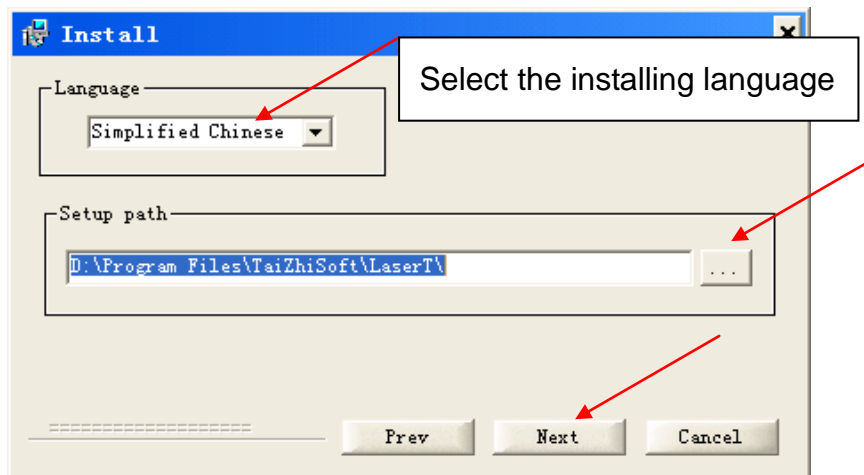 Install
Select the installing language
Language
Simplified Chinese
Setup path
D:\Program Files\TaiZhiSoft\LaserT\
...
Prev
Next
Cancel